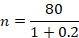 n = 80 / 1 + 0.2